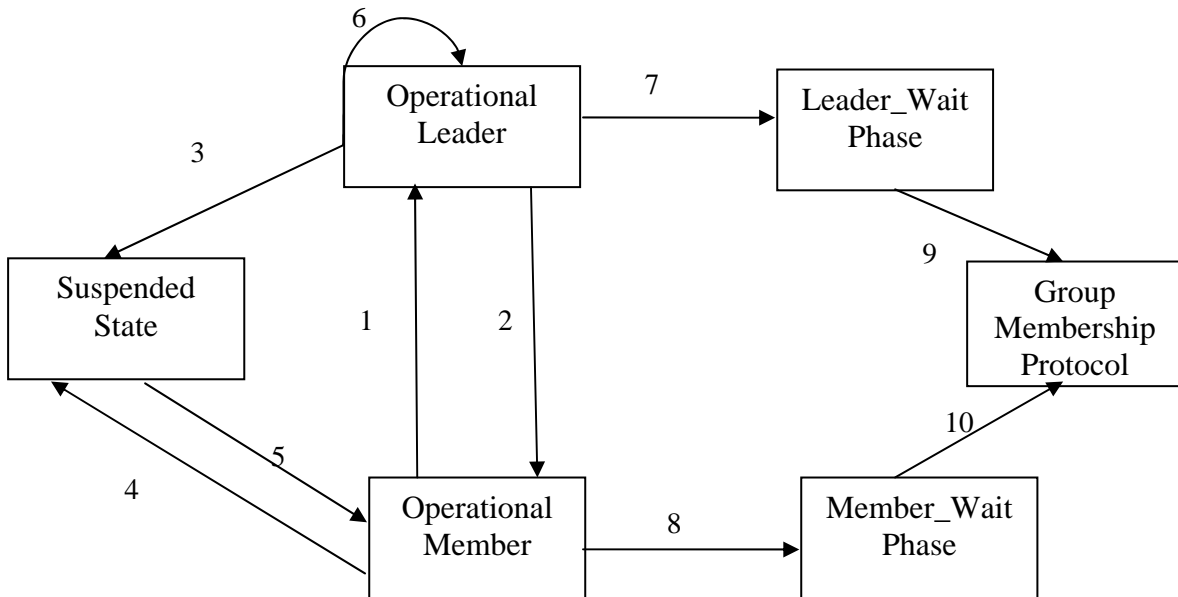 6
Operational
Leader
7
Leader_Wait
Phase
3
9
Suspended
State
1
2
Group
Membership
Protocol
5
4
10
Operational
Member
8
Member_Wait
Phase